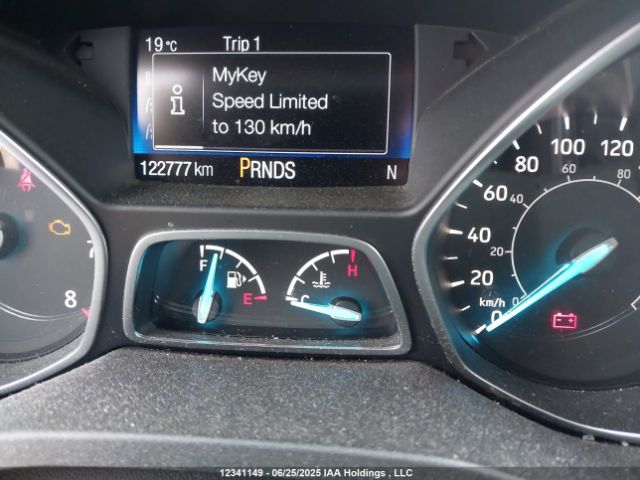 19°C Trip 1
MyKey
i Speed Limited
to 130 km/h
122777 km PRNDS N
7
8
F E
H
C
120
100
80
60
40
20
0
km/h
80
60
40
0
12341149 - 06/25/2025 IAA Holdings , LLC